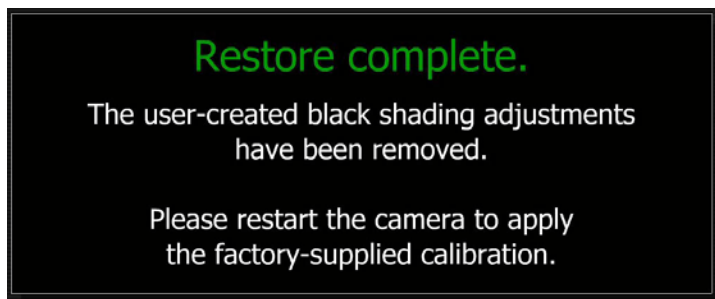 Restore complete.
The user-created black shading adjustments
have been removed.
Please restart the camera to apply
the factory-supplied calibration.